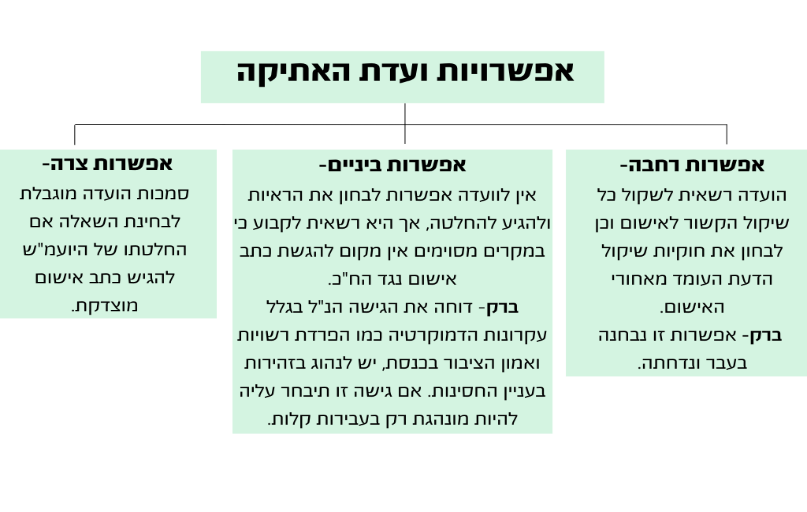 אפשרויות ועדת האתיקה
אפשרות רחבה-
הועדה רשאית לשקול כל
שיקול הקשור לאישום וכן
לבחון את חוקיות שיקול
הדעת העומד מאחורי
האישום.
ברק- אפשרות זו נבחנה
בעבר ונדחתה.
אפשרות ביניים-
אין לוועדה אפשרות לבחון את הראיות
ולהגיע להחלטה, אך היא רשאית לקבוע כי
במקרים מסוימים אין מקום להגשת כתב
אישום נגד הח"כ.
ברק- דוחה את הגישה הנ"ל בגלל
עקרונות הדמוקרטיה כמו הפרדת רשויות
ואמון הציבור בכנסת, יש לנהוג בזהירות
בעניין החסינות. אם גישה זו תיבחר עליה
להיות מונהגת רק בעבירות קלות.
אפשרות צרה-
סמכות הועדה מוגבלת
לבחינת השאלה אם
החלטתו של היועמ"ש
להגיש כתב אישום
מוצדקת.